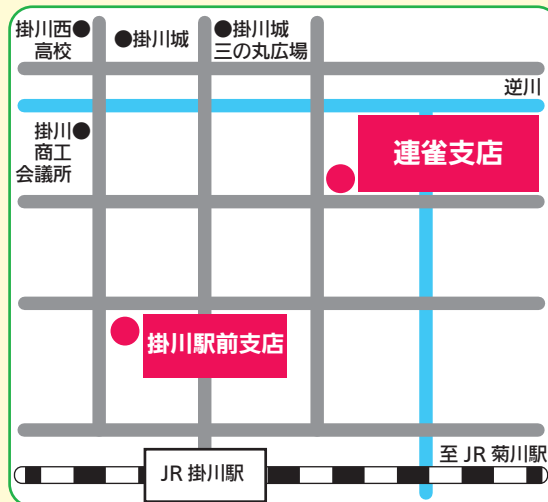 掛川西●
高校
●掛川城
●掛川城
三の丸広場
逆川
掛川●
商工
会議所
連雀支店
掛川駅前支店
至 JR 菊川駅
JR 掛川駅